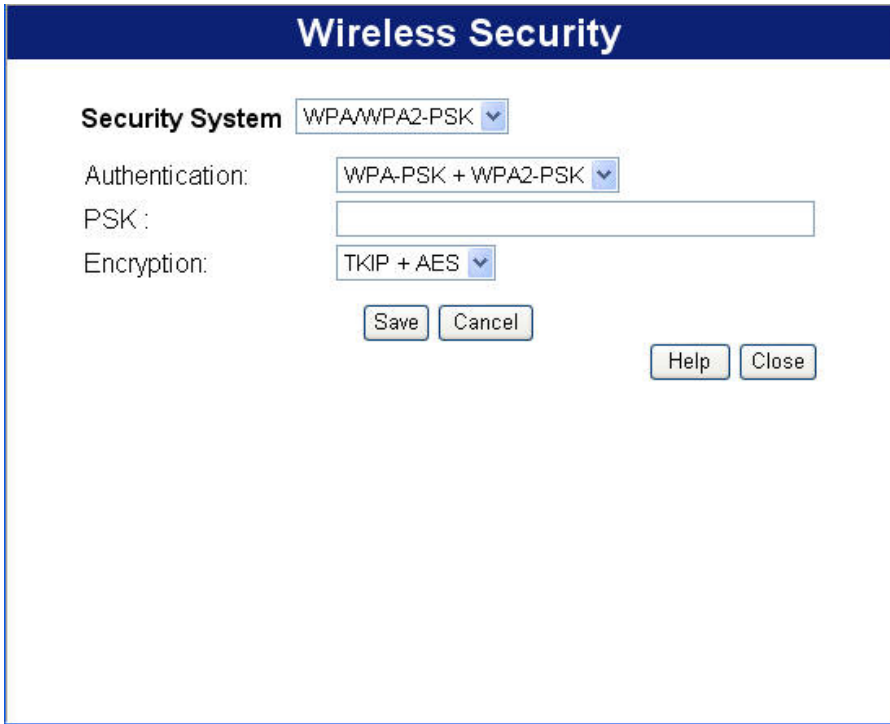 Wireless Security
Security System WPA/WPA2-PSK
Authentication: WPA-PSK + WPA2-PSK
PSK :
Encryption: TKIP + AES
Save Cancel
Help Close